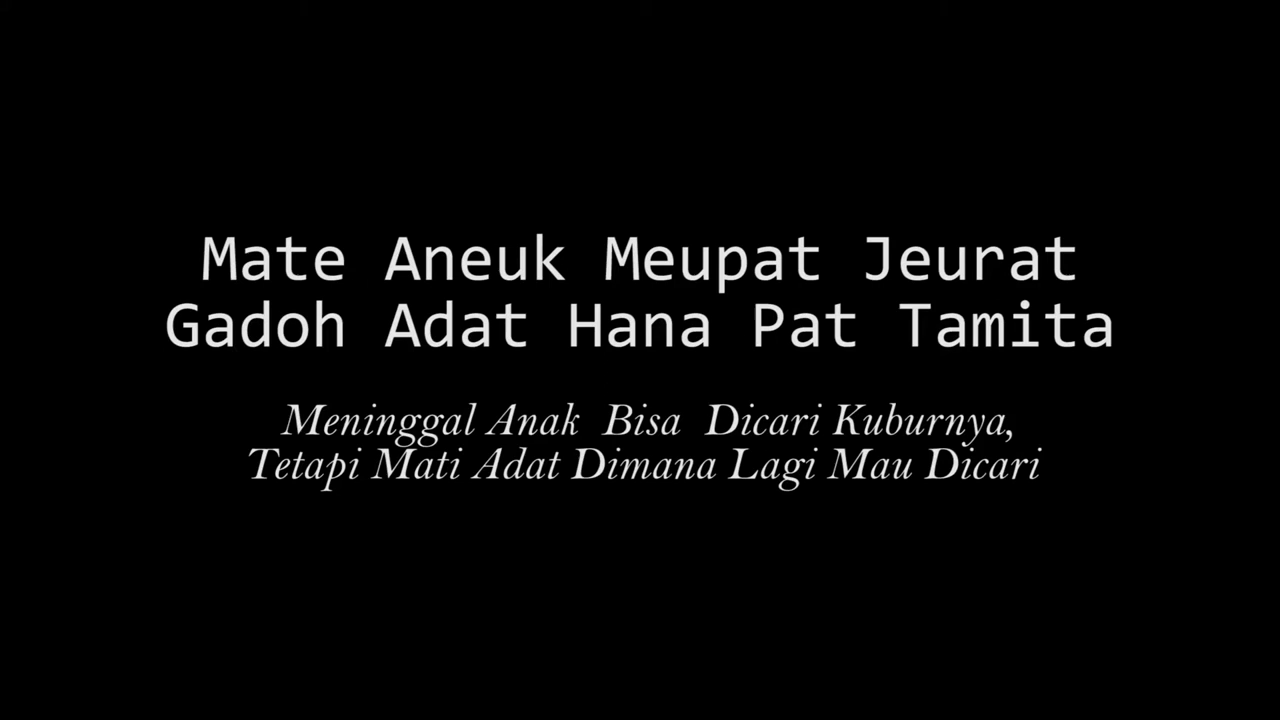 Mate Aneuk Meupat Jeurat
Gadoh Adat Hana Pat Tamita
Meninggal Anak Bisa Dicari Kuburnya,
Tetapi Mati Adat Dimana Lagi Mau Dicari